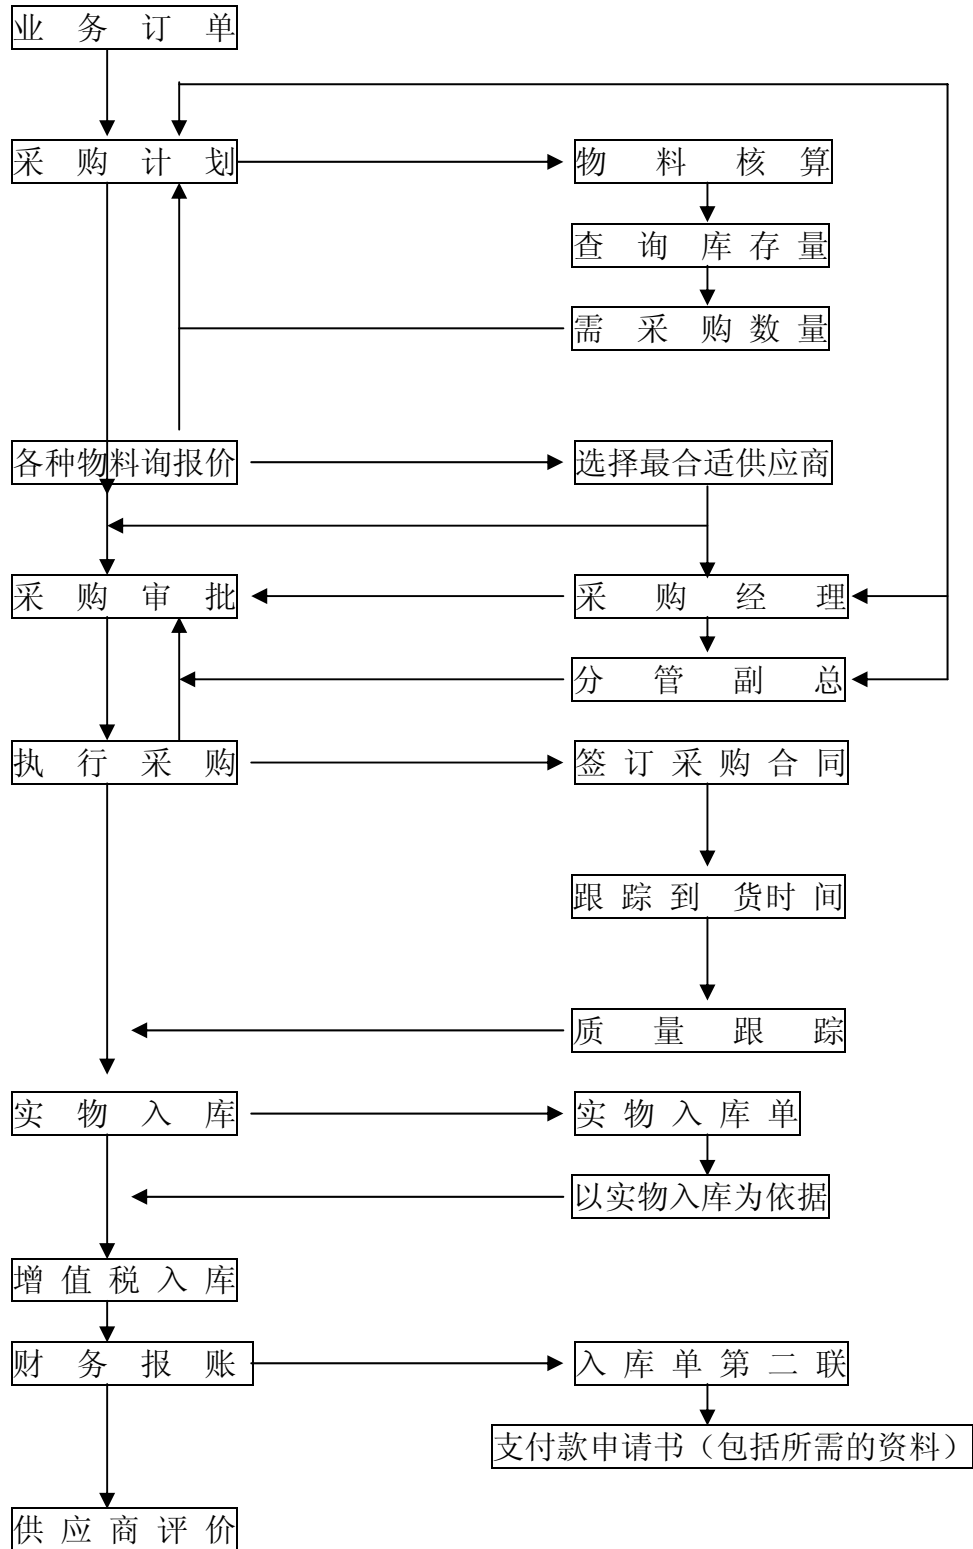 业务订单
采购计划
物料核算
查询库存量
需采购数量
各种物料询报价
选择最合适供应商
采购审批
采购经理
分管副总
执行采购
签订采购合同
跟踪到货时间
质量跟踪
实物入库
实物入库单
以实物入库为依据
增值税入库
财务报账
入库单第二联
支付款申请书（包括所需的资料）
供应商评价